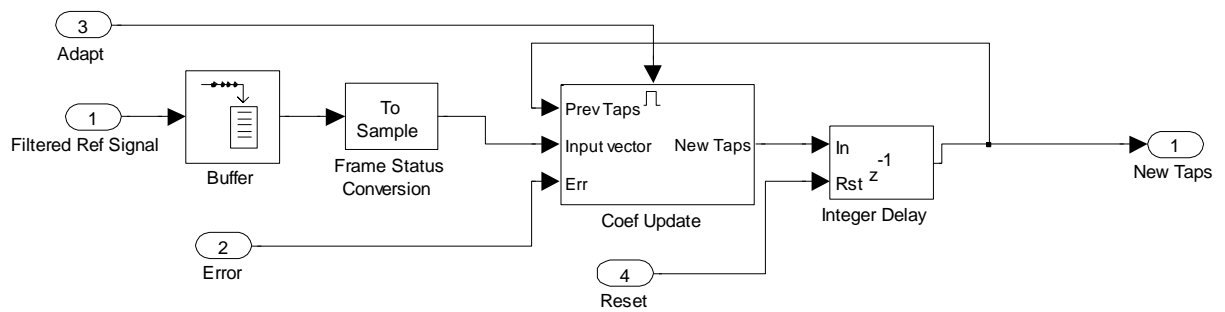 3
Adapt
1
Filtered Ref Signal
Buffer
To
Sample
Frame Status
Conversion
2
Error
Prev Taps
Input vector
Err
New Taps
Coef Update
4
Reset
In
Rst
z-1
Integer Delay
1
New Taps